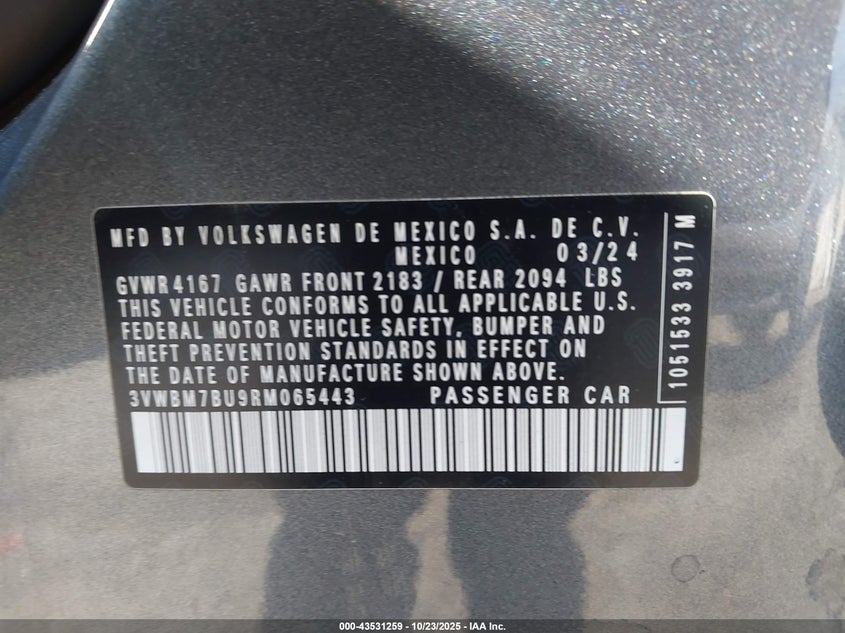 MFD BY VOLKSWAGEN DE MEXICO S.A. DE C.V.
MEXICO 03/24
GVWR 4167 GAWR FRONT 2183 / REAR 2094 LBS
THIS VEHICLE CONFORMS TO ALL APPLICABLE U.S.
FEDERAL MOTOR VEHICLE SAFETY, BUMPER AND
THEFT PREVENTION STANDARDS IN EFFECT ON
THE DATE OF MANUFACTURE SHOWN ABOVE.
3VWBM7BU9RM065443 PASSENGER CAR
1051533 3917 M
000-43531259 | 10/23/2025 | IAA Inc.